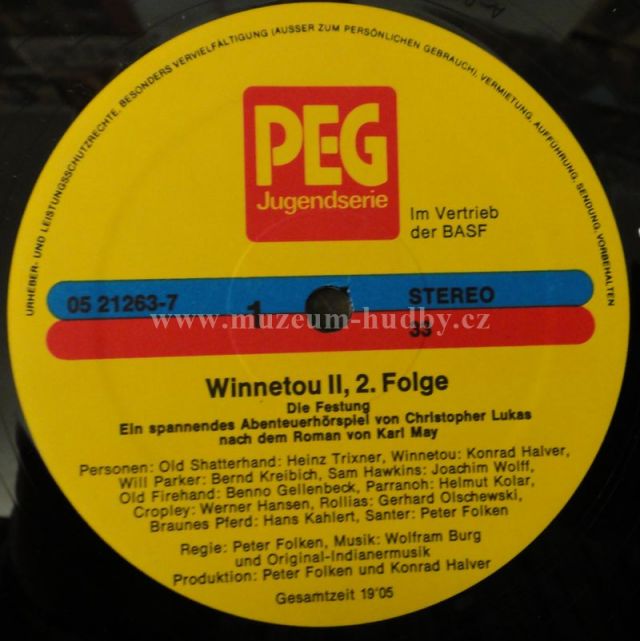 URHEBER- UND LEISTUNGSSCHUTZRECHTE, BESONDERS VERVIELFÄLTIGUNG (AUSSER ZUM PERSÖNLICHEN GEBRAUCH), VERMIETUNG, AUFFÜHRUNG, SENDUNG, VORBEHALTEN
PEG
Jugendserie
Im Vertrieb
der BASF
05 21263-7
1
STEREO
33
www.muzeum-hudby.cz
Winnetou II, 2. Folge
Die Festung
Ein spannendes Abenteuerhörspiel von Christopher Lukas
nach dem Roman von Karl May
Personen: Old Shatterhand: Heinz Trixner, Winnetou: Konrad Halver,
Will Parker: Bernd Kreibich, Sam Hawkins: Joachim Wolff,
Old Firehand: Benno Gellenbeck, Parranoh: Helmut Kolar,
Cropley: Werner Hansen, Rollias: Gerhard Olschewski,
Braunes Pferd: Hans Kahlert, Santer: Peter Folken
Regie: Peter Folken, Musik: Wolfram Burg
und Original-Indianermusik
Produktion: Peter Folken und Konrad Halver
Gesamtzeit 19'05